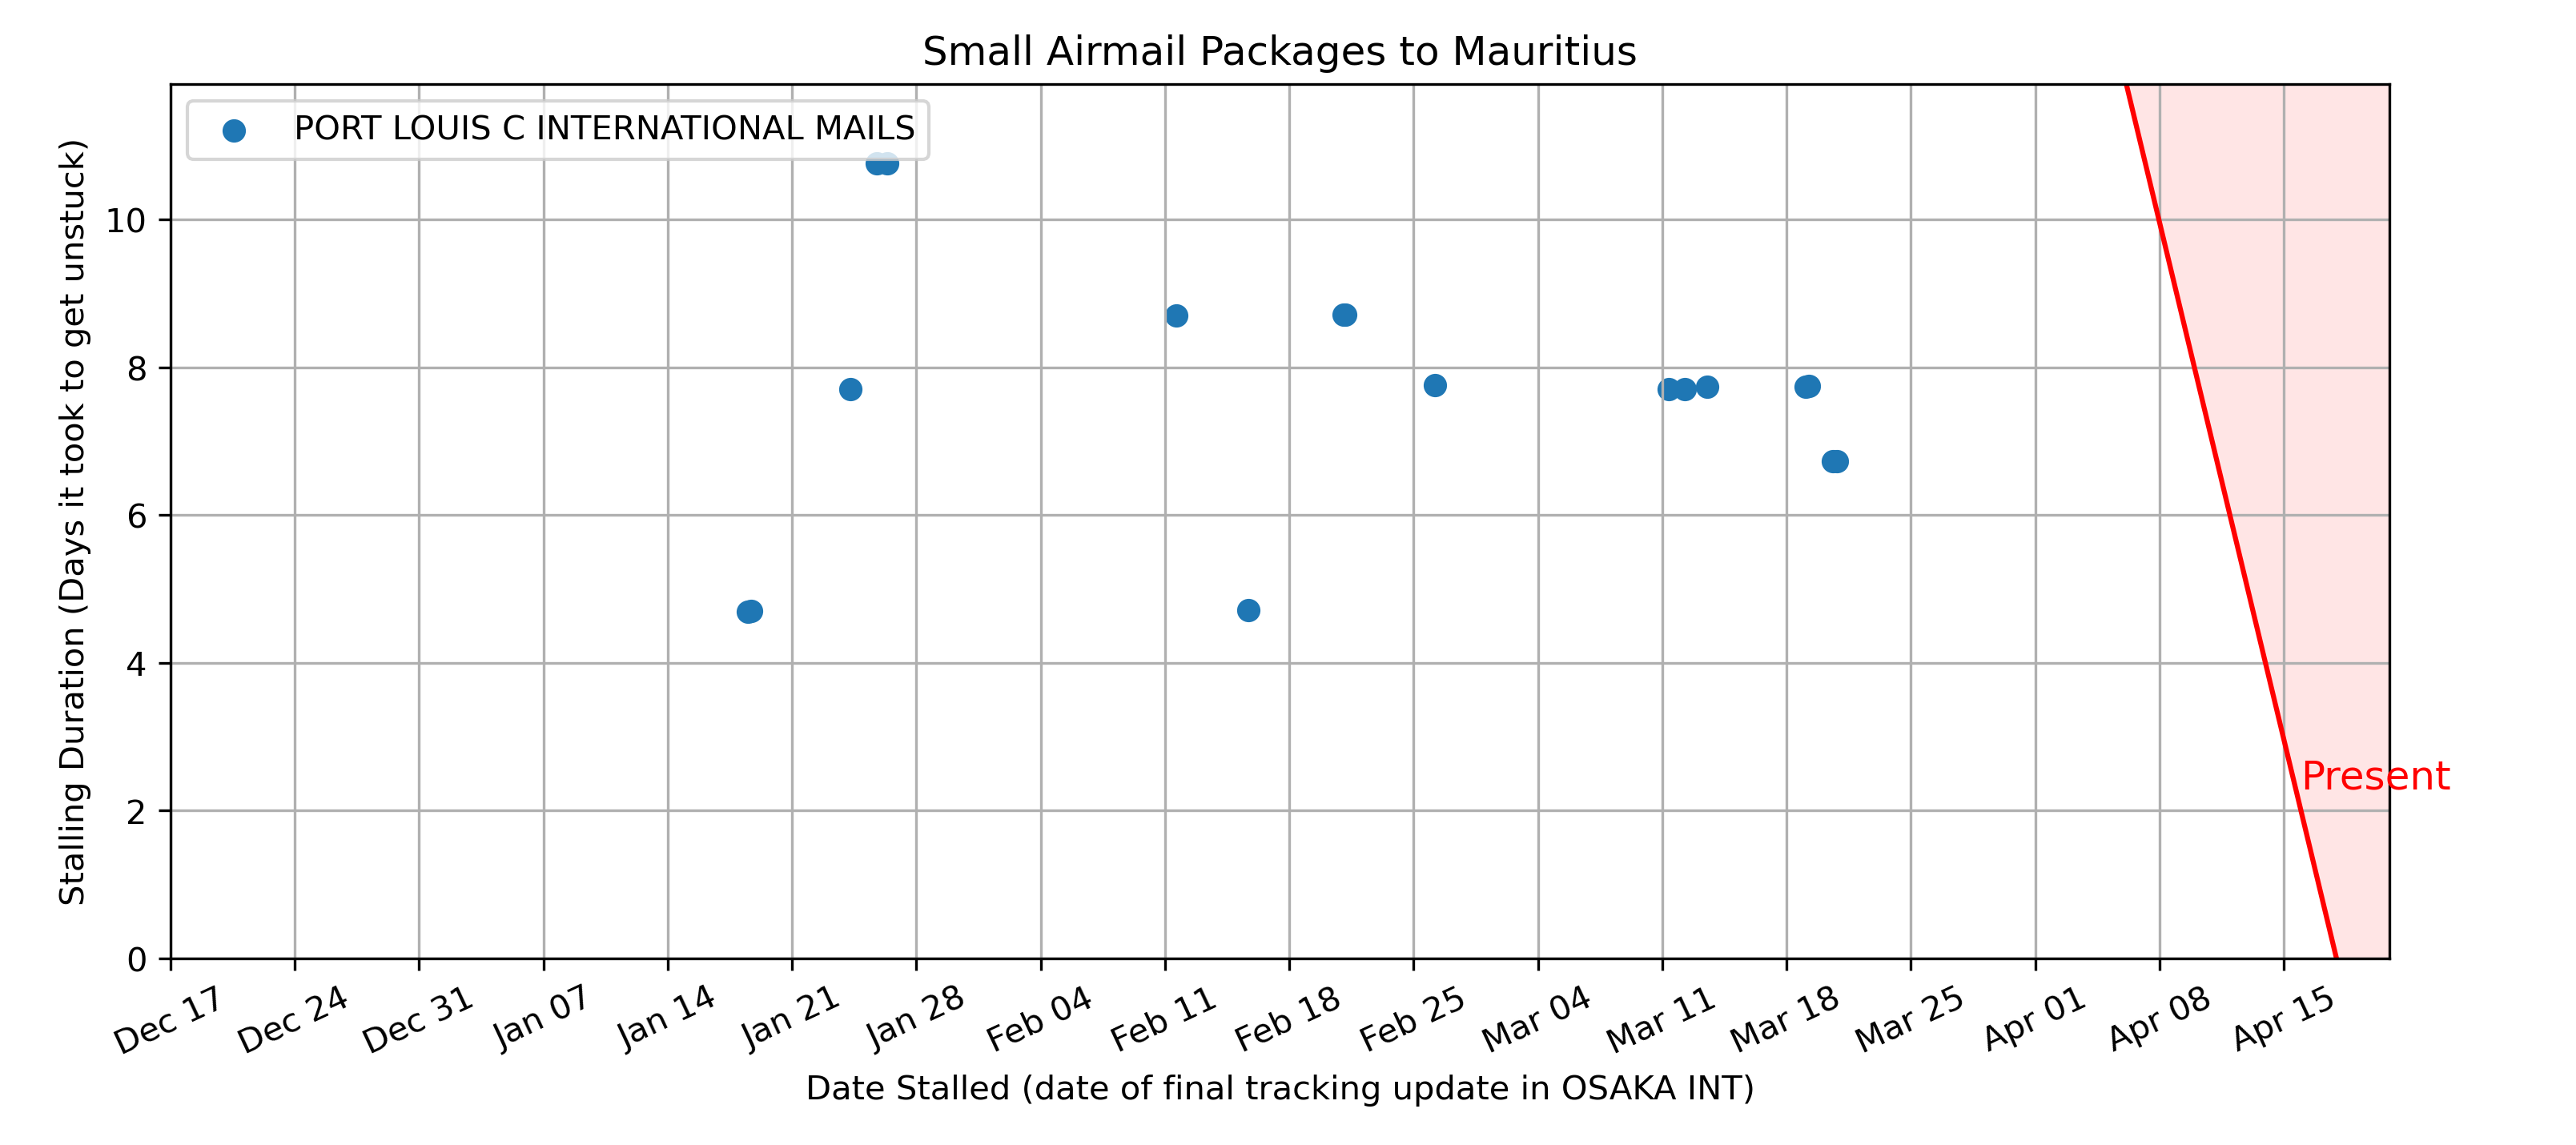 Small Airmail Packages to Mauritius
PORT LOUIS C INTERNATIONAL MAILS
Stalling Duration (Days it took to get unstuck)
10
8
6
4
2
0
Present
Dec 17
Dec 24
Dec 31
Jan 07
Jan 14
Jan 21
Jan 28
Feb 04
Feb 11
Feb 18
Feb 25
Mar 04
Mar 11
Mar 18
Mar 25
Apr 01
Apr 08
Apr 15
Date Stalled (date of final tracking update in OSAKA INT)